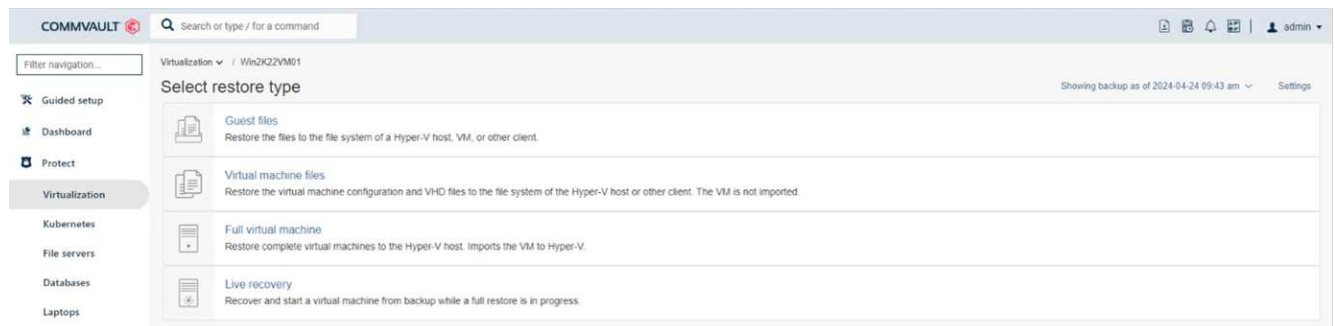 COMMVAULT
Search or type / for a command
admin
Filter navigation...
Virtualization / Win2K22VM01
Select restore type
Showing backup as of 2024-04-24 09:43 am
Settings
Guided setup
Dashboard
Protect
Virtualization
Kubernetes
File servers
Databases
Laptops
Guest files
Restore the files to the file system of a Hyper-V host, VM, or other client.
Virtual machine files
Restore the virtual machine configuration and VHD files to the file system of the Hyper-V host or other client. The VM is not imported.
Full virtual machine
Restore complete virtual machines to the Hyper-V host. Imports the VM to Hyper-V.
Live recovery
Recover and start a virtual machine from backup while a full restore is in progress.